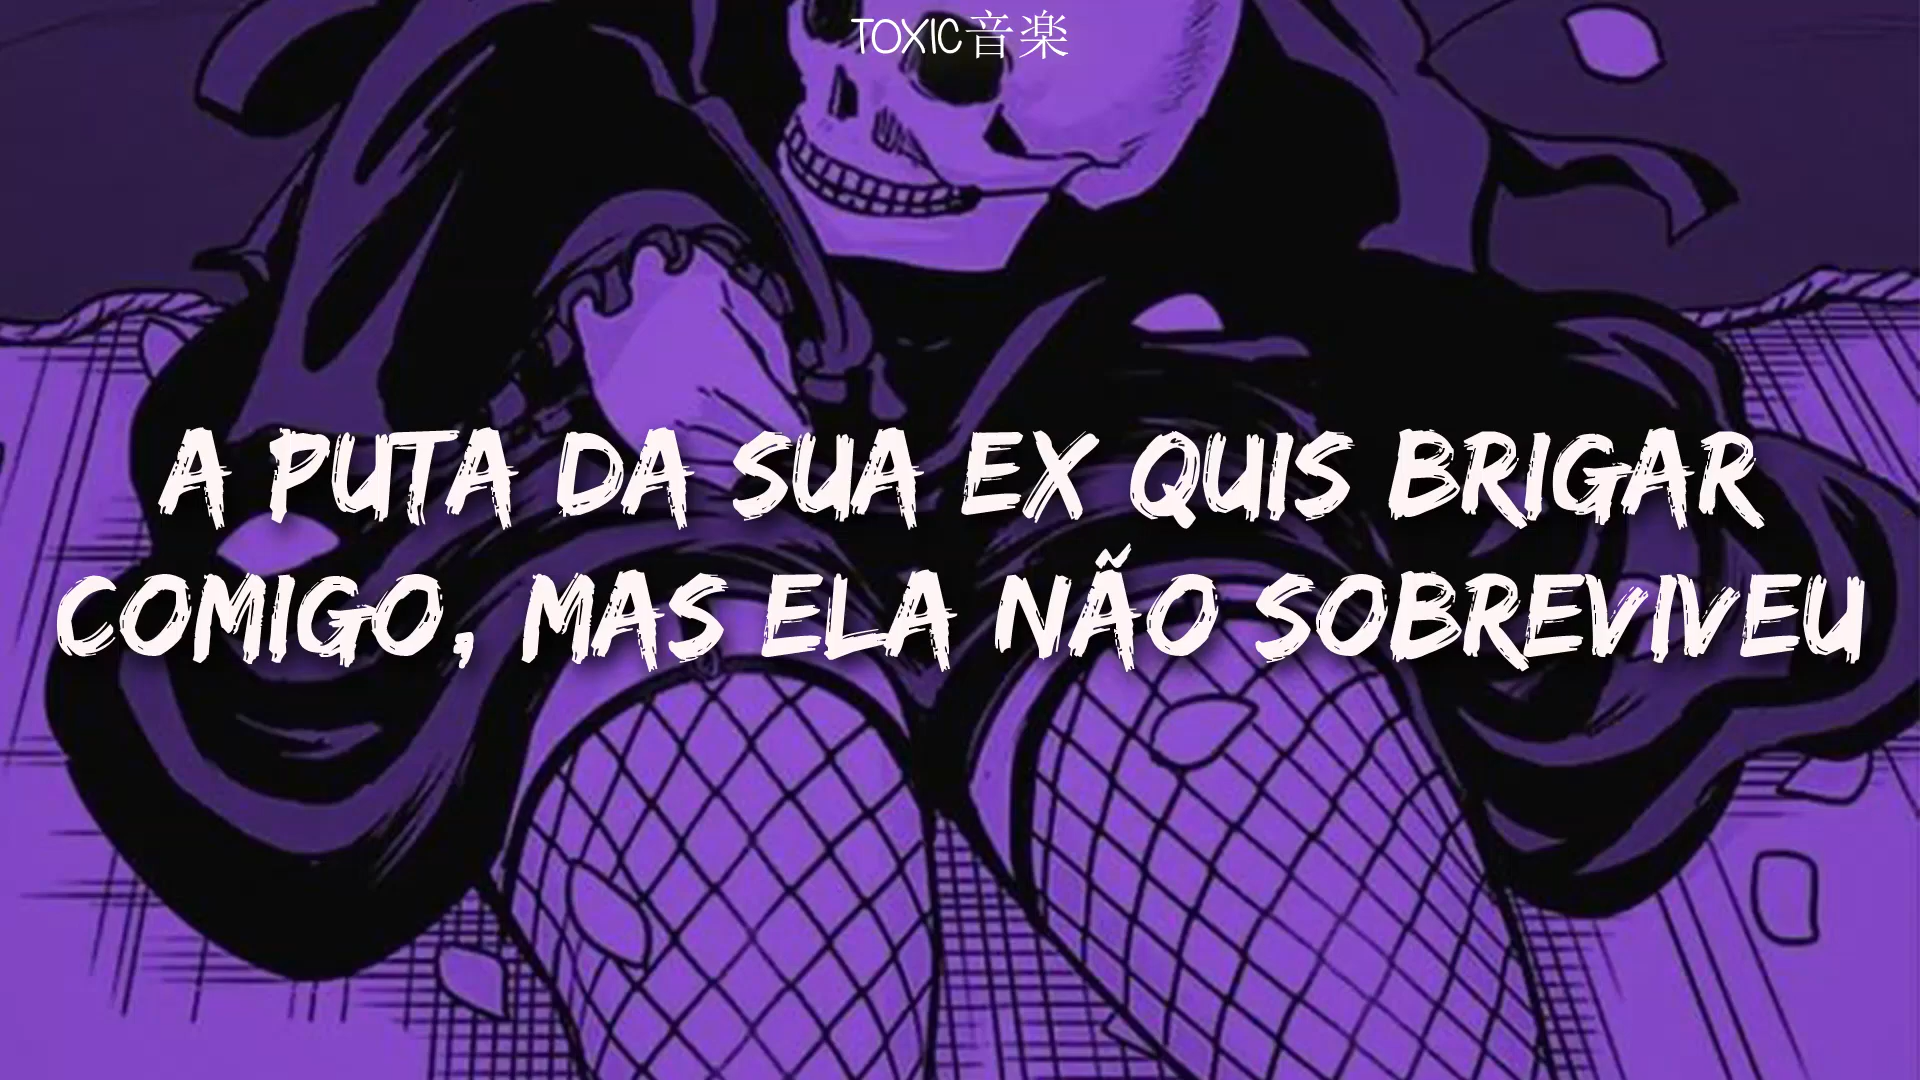 TOXIC音楽
A PUTA DA SUA EX QUIS BRIGAR
COMIGO, MAS ELA NÃO SOBREVIVEU